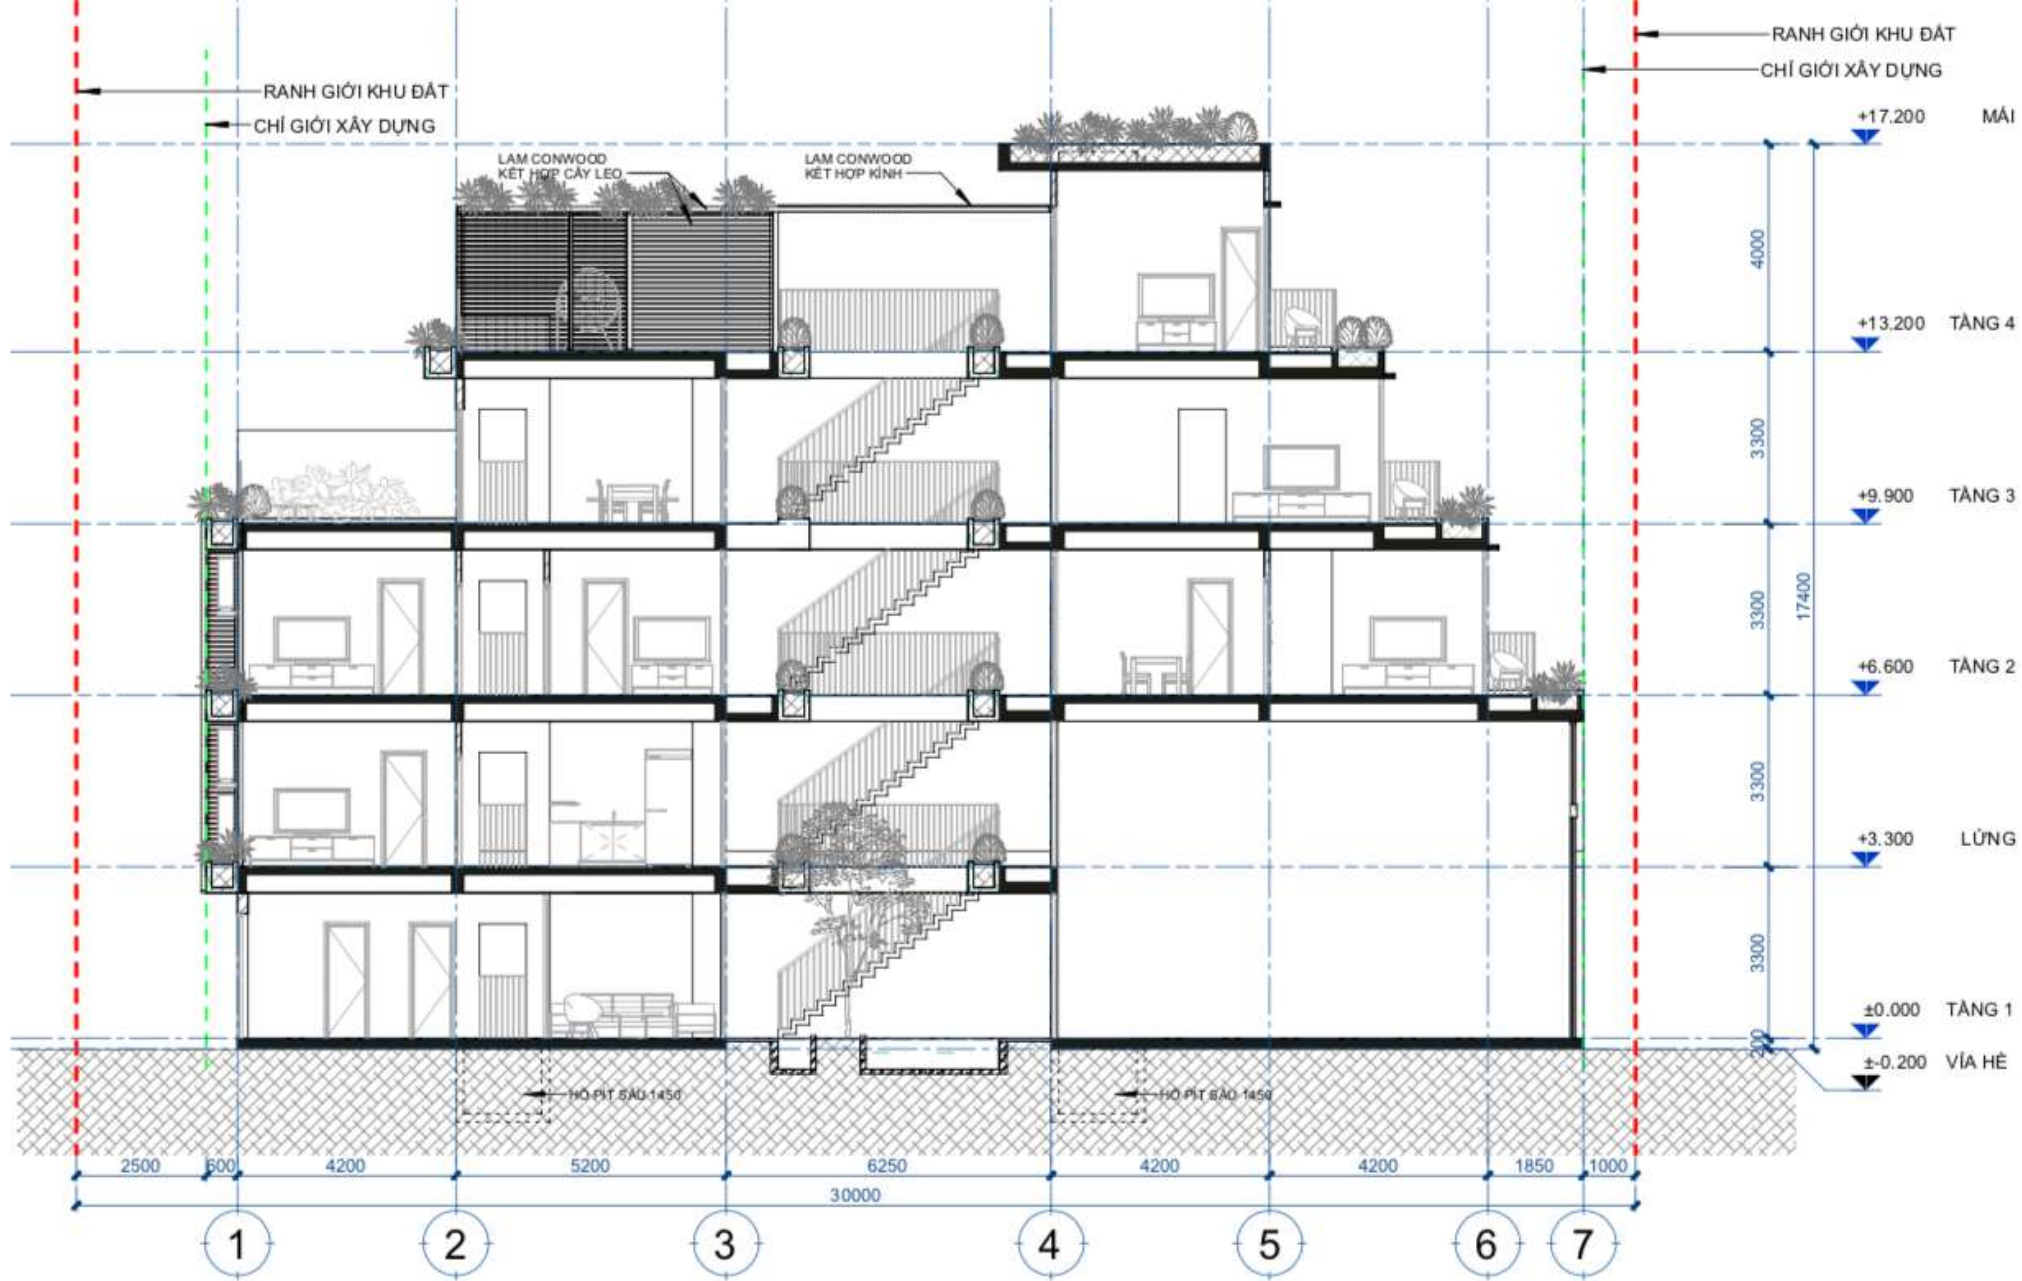 RANH GIỚI KHU ĐẤT
CHỈ GIỚI XÂY DỰNG
RANH GIỚI KHU ĐẤT
CHỈ GIỚI XÂY DỰNG
LAM CONWOOD
KẾT HỢP CÂY LEO
LAM CONWOOD
KẾT HỢP KÍNH
+17.200 MÁI
4000
+13.200 TẦNG 4
3300
+9.900 TẦNG 3
3300
17400
+6.600 TẦNG 2
3300
+3.300 LỬNG
3300
±0.000 TẦNG 1
200
±-0.200 VỈA HÈ
HỐ PÍT SÂU 1450
HỐ PÍT SÂU 1450
2500 600 4200 5200 6250 4200 4200 1850 1000
30000
1 2 3 4 5 6 7